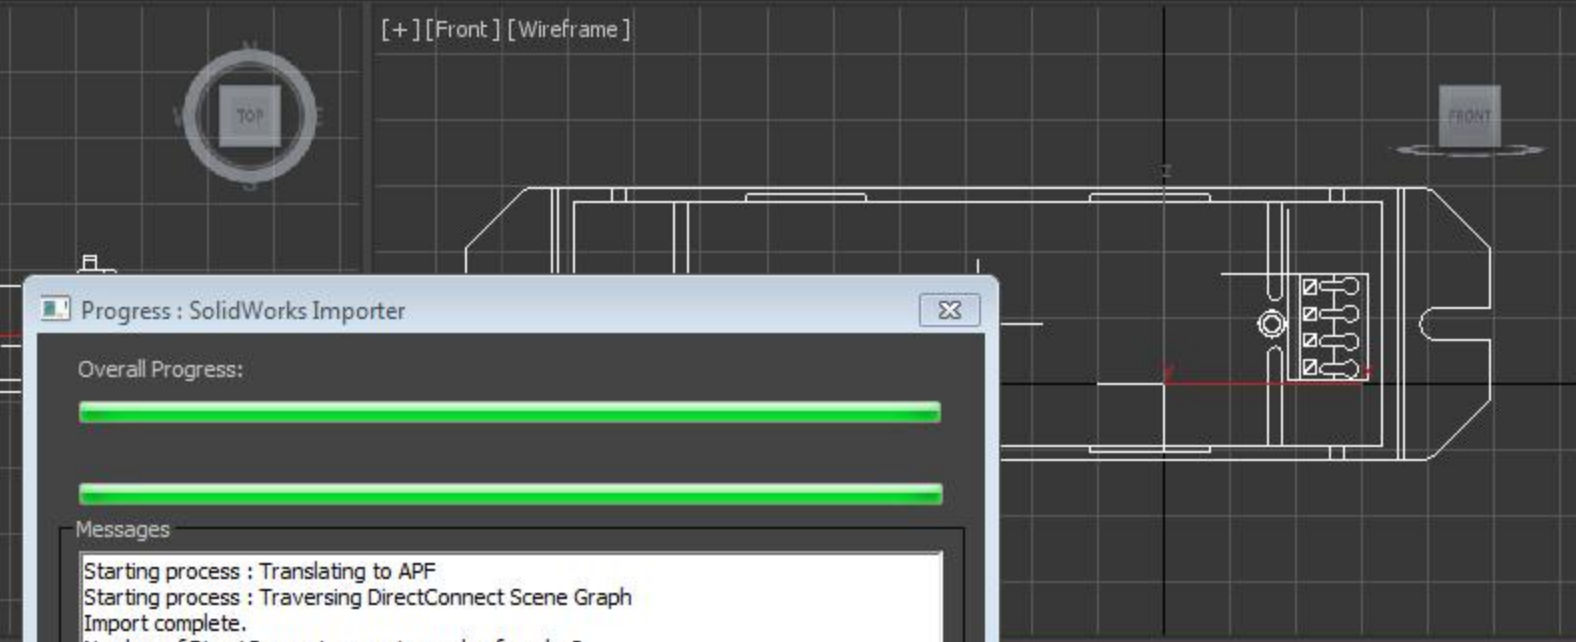 [+][Front][Wireframe]
N
W
TOP
E
S
FRONT
Z
Progress : SolidWorks Importer
Overall Progress:
Messages
Starting process : Translating to APF
Starting process : Traversing DirectConnect Scene Graph
Import complete.